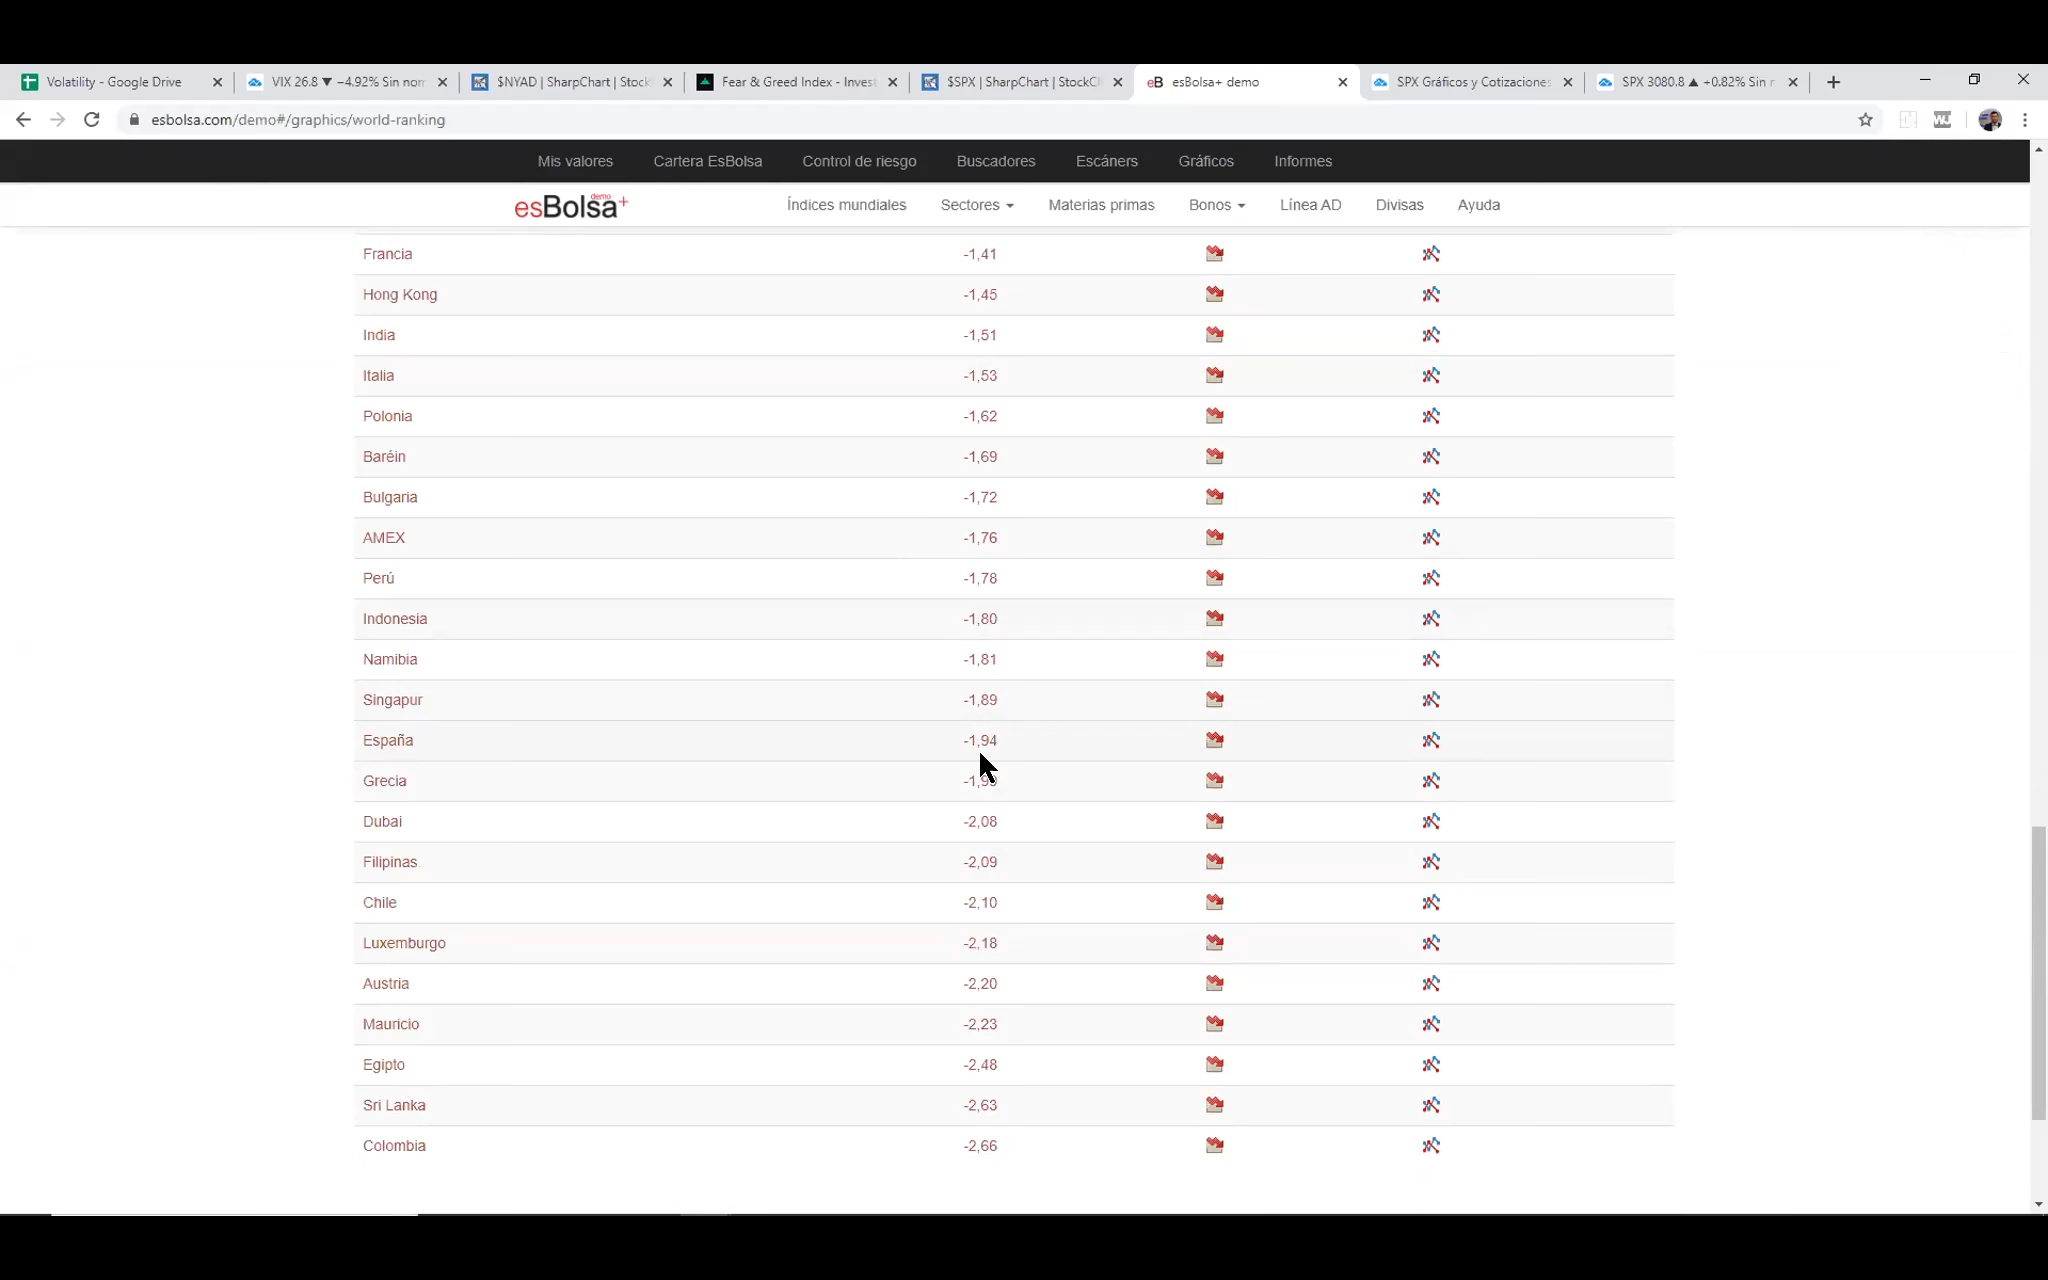 Volatility - Google Drive
VIX 26.8 ▼ −4.92% Sin nom
$NYAD | SharpChart | Stock
Fear & Greed Index - Invest
$SPX | SharpChart | StockCh
eB esBolsa+ demo
SPX Gráficos y Cotizaciones
SPX 3080.8 ▲ +0.82% Sin
esbolsa.com/demo#/graphics/world-ranking
Mis valores Cartera EsBolsa Control de riesgo Buscadores Escáners Gráficos Informes
esBolsa+ demo
Índices mundiales Sectores Materias primas Bonos Línea AD Divisas Ayuda
Francia -1,41
Hong Kong -1,45
India -1,51
Italia -1,53
Polonia -1,62
Baréin -1,69
Bulgaria -1,72
AMEX -1,76
Perú -1,78
Indonesia -1,80
Namibia -1,81
Singapur -1,89
España -1,94
Grecia
Dubai -2,08
Filipinas -2,09
Chile -2,10
Luxemburgo -2,18
Austria -2,20
Mauricio -2,23
Egipto -2,48
Sri Lanka -2,63
Colombia -2,66